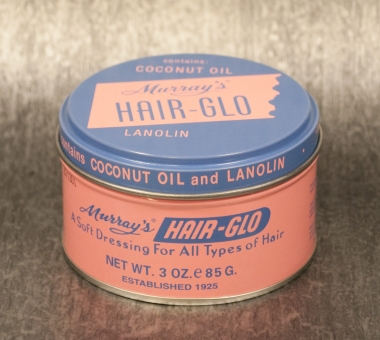 contains:
COCONUT OIL
Murray's
HAIR-GLO
LANOLIN
contains COCONUT OIL and LANOLIN
Murray's HAIR-GLO
A Soft Dressing For All Types of Hair
NET WT. 3 OZ. e 85 G.
ESTABLISHED 1925